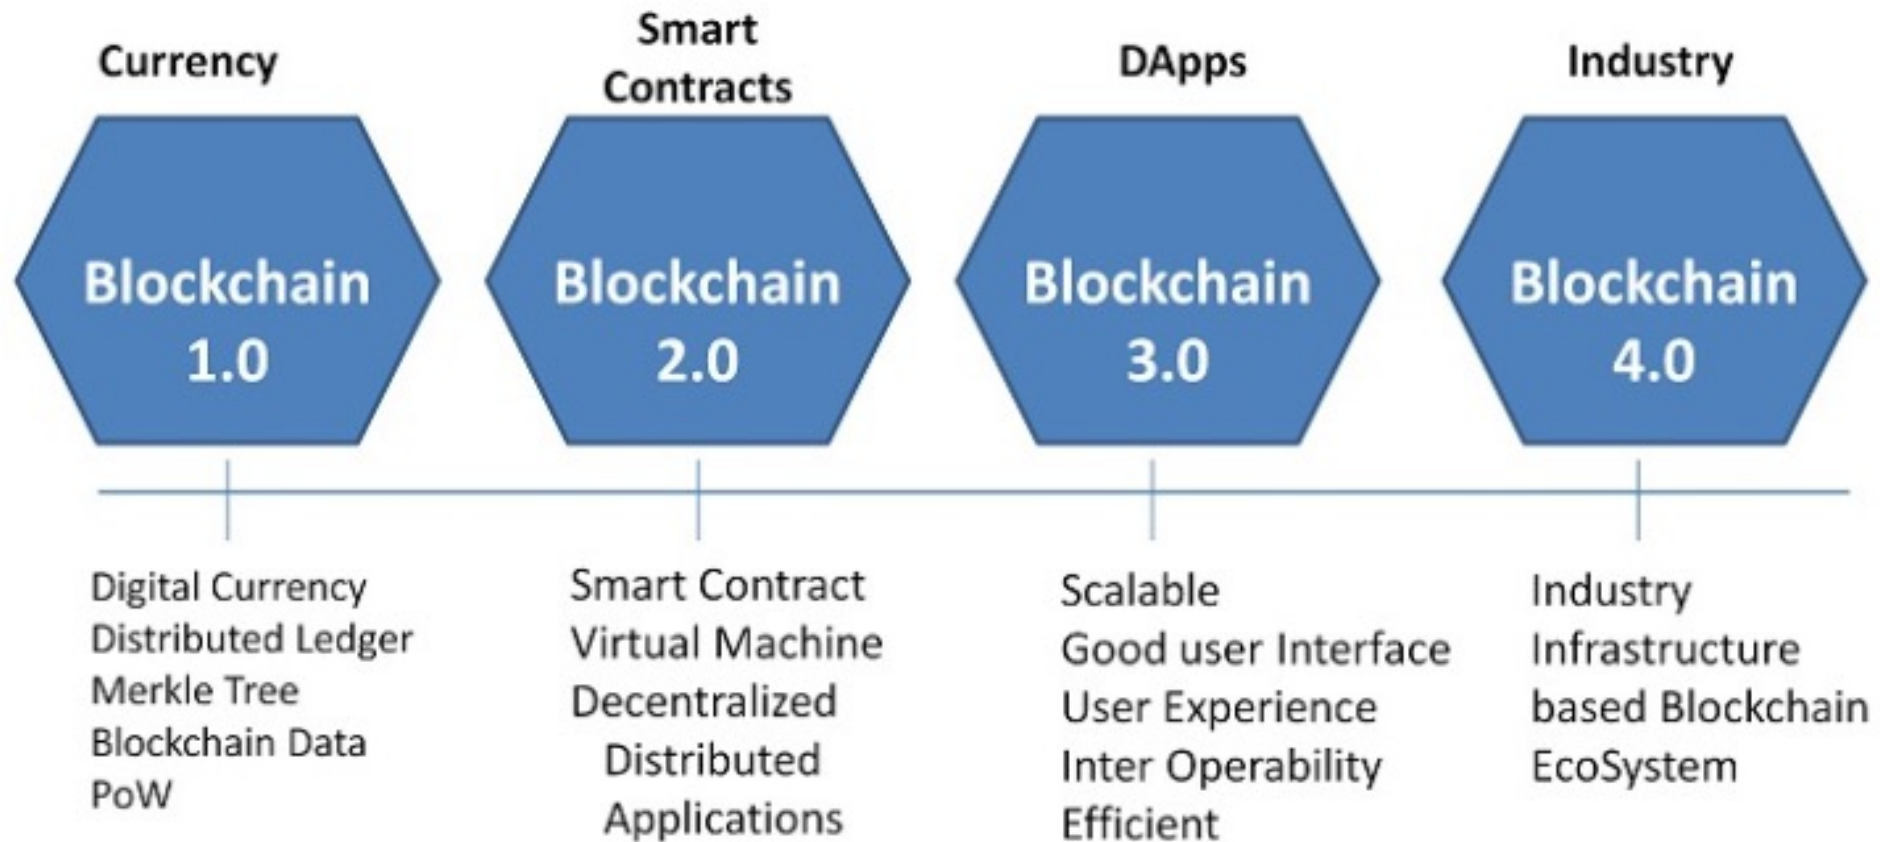 Currency
Blockchain
1.0
Digital Currency
Distributed Ledger
Merkle Tree
Blockchain Data
PoW
Smart
Contracts
Blockchain
2.0
Smart Contract
Virtual Machine
Decentralized
Distributed
Applications
DApps
Blockchain
3.0
Scalable
Good user Interface
User Experience
Inter Operability
Efficient
Industry
Blockchain
4.0
Industry
Infrastructure
based Blockchain
EcoSystem